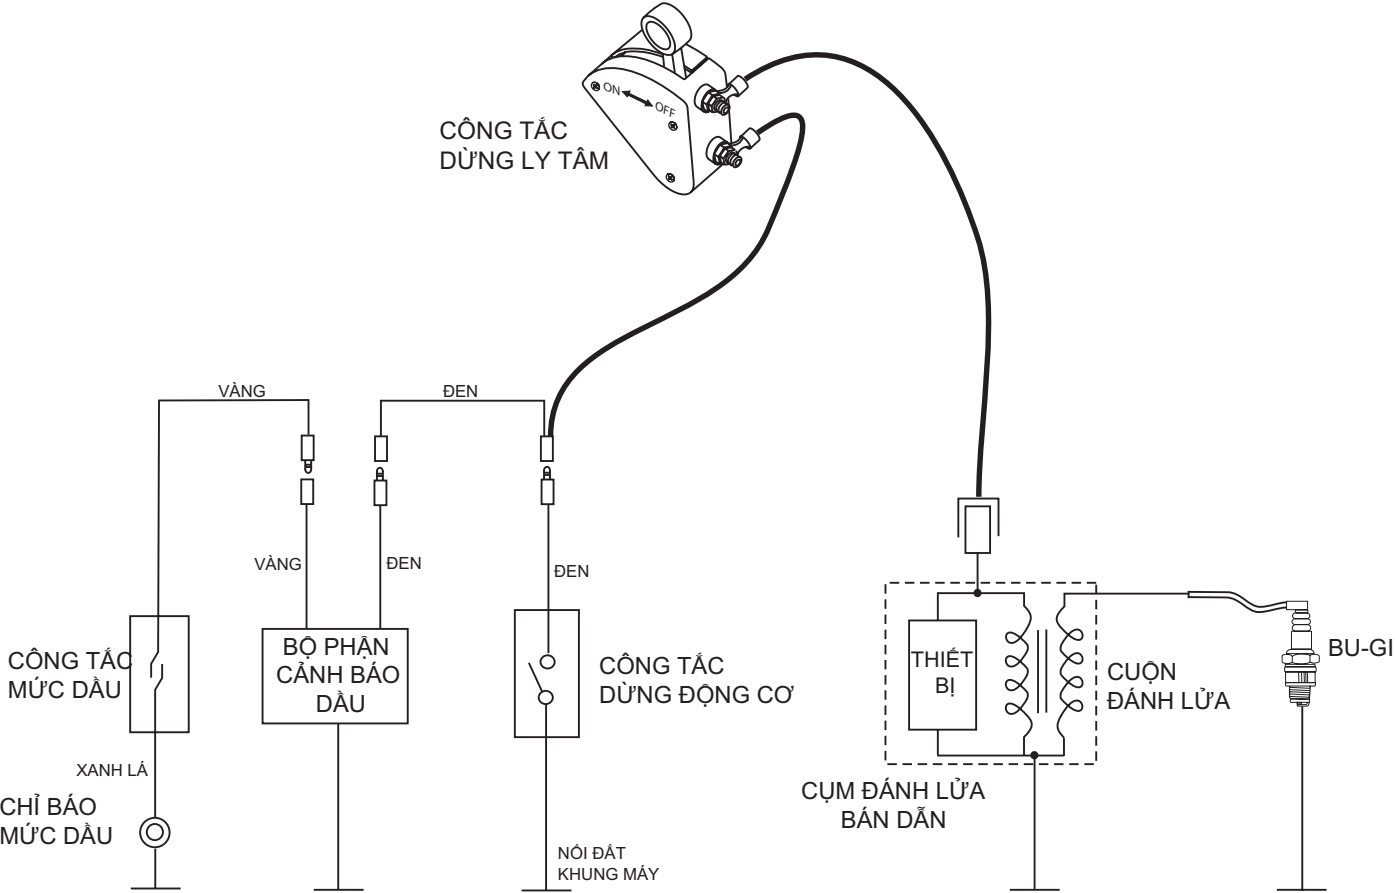 ON
OFF
CÔNG TẮC
DỪNG LY TÂM
VÀNG
ĐEN
VÀNG
ĐEN
ĐEN
CÔNG TẮC
MỨC DẦU
BỘ PHẬN
CẢNH BÁO
DẦU
CÔNG TẮC
DỪNG ĐỘNG CƠ
THIẾT
BỊ
CUỘN
ĐÁNH LỬA
BU-GI
XANH LÁ
CHỈ BÁO
MỨC DẦU
CỤM ĐÁNH LỬA
BÁN DẪN
NỐI ĐẤT
KHUNG MÁY